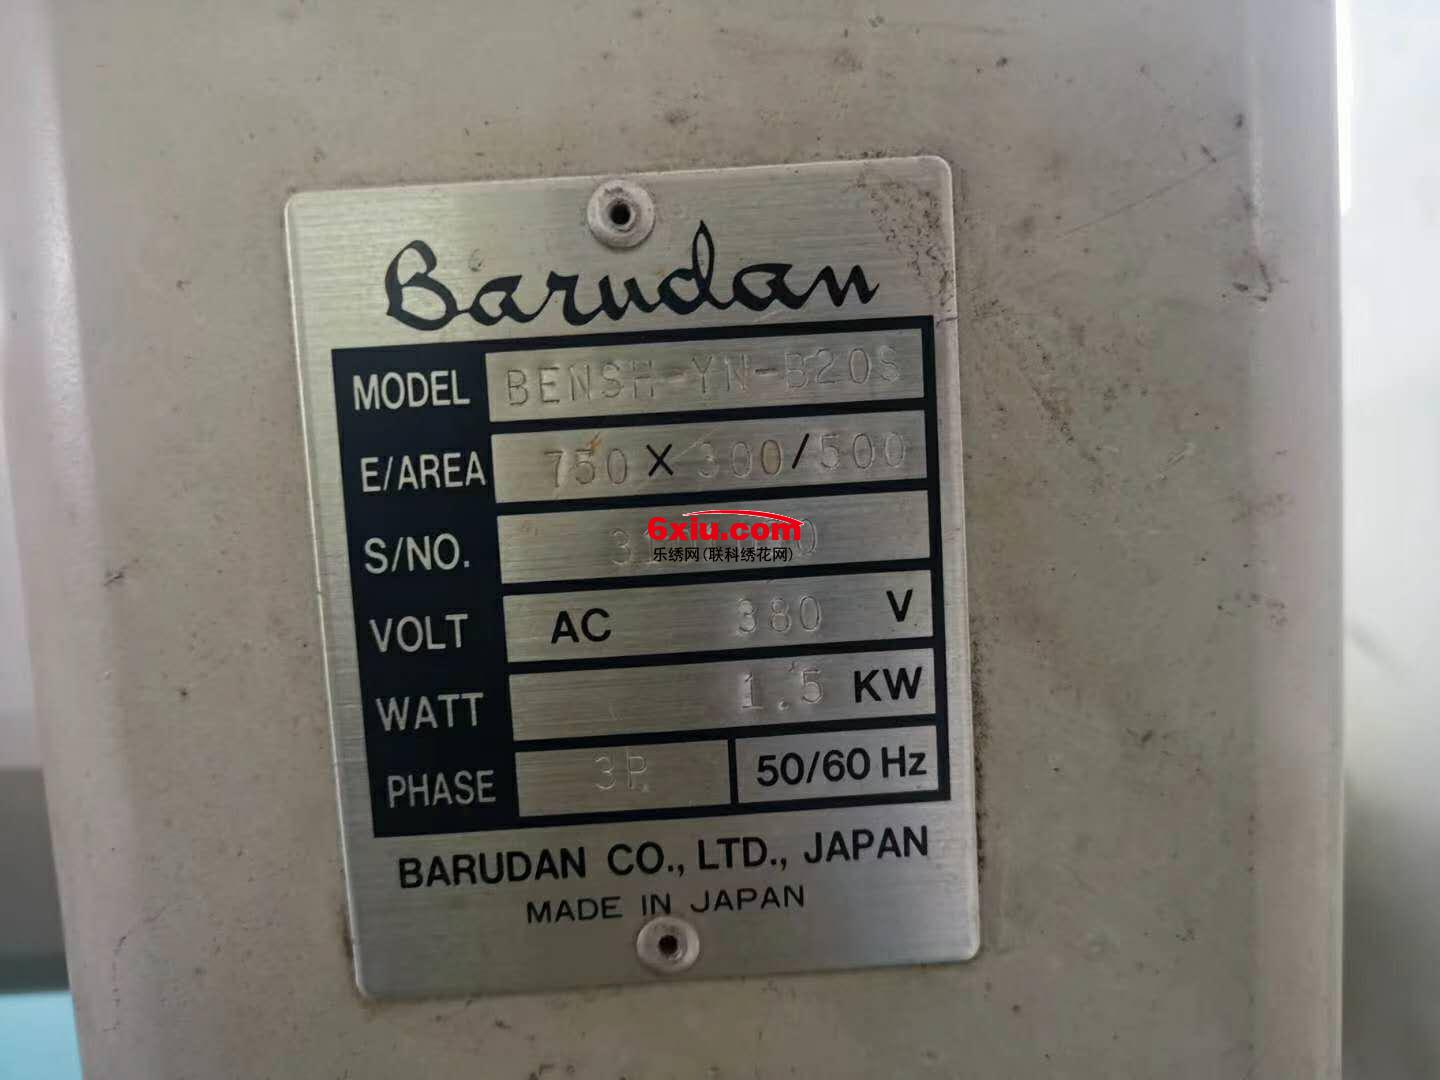 Barudan
MODEL BENSH-YN-B20S
E/AREA 750 X 300/500
S/NO.
6xiu.com
乐绣网(联科绣花网)
VOLT AC 380 V
WATT 1.5 KW
PHASE 3P 50/60 Hz
BARUDAN CO., LTD., JAPAN
MADE IN JAPAN